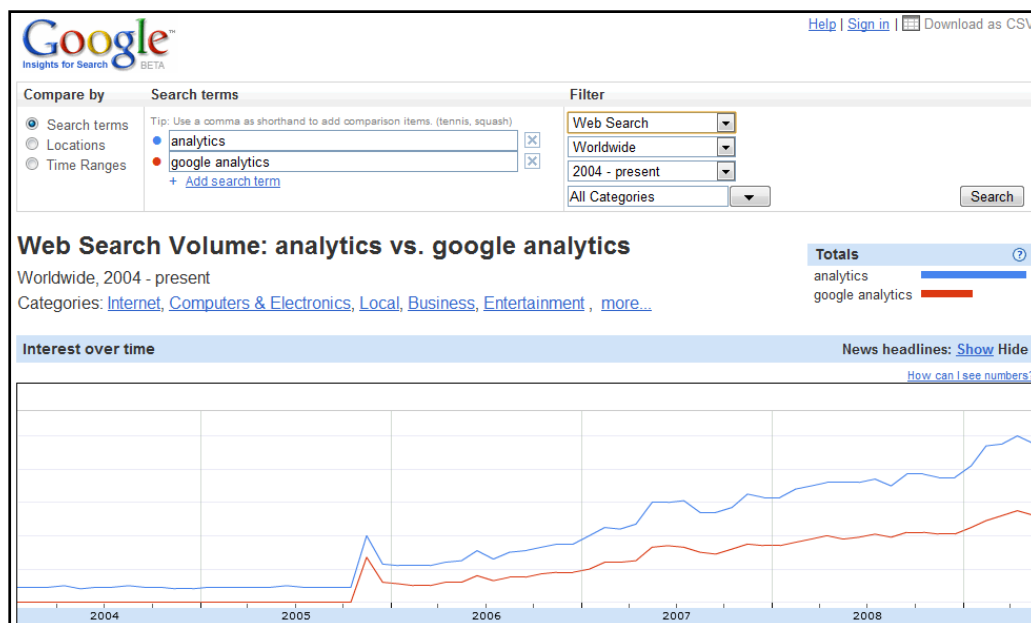 Google™
Insights for Search BETA
Help | Sign in | Download as CSV
Compare by
Search terms
Locations
Time Ranges
Search terms
Tip: Use a comma as shorthand to add comparison items. (tennis, squash)
analytics
google analytics
+ Add search term
Filter
Web Search
Worldwide
2004 - present
All Categories
Search
Web Search Volume: analytics vs. google analytics
Worldwide, 2004 - present
Categories: Internet, Computers & Electronics, Local, Business, Entertainment , more...
Totals ?
analytics
google analytics
Interest over time
News headlines: Show Hide
How can I see numbers?
2004 2005 2006 2007 2008